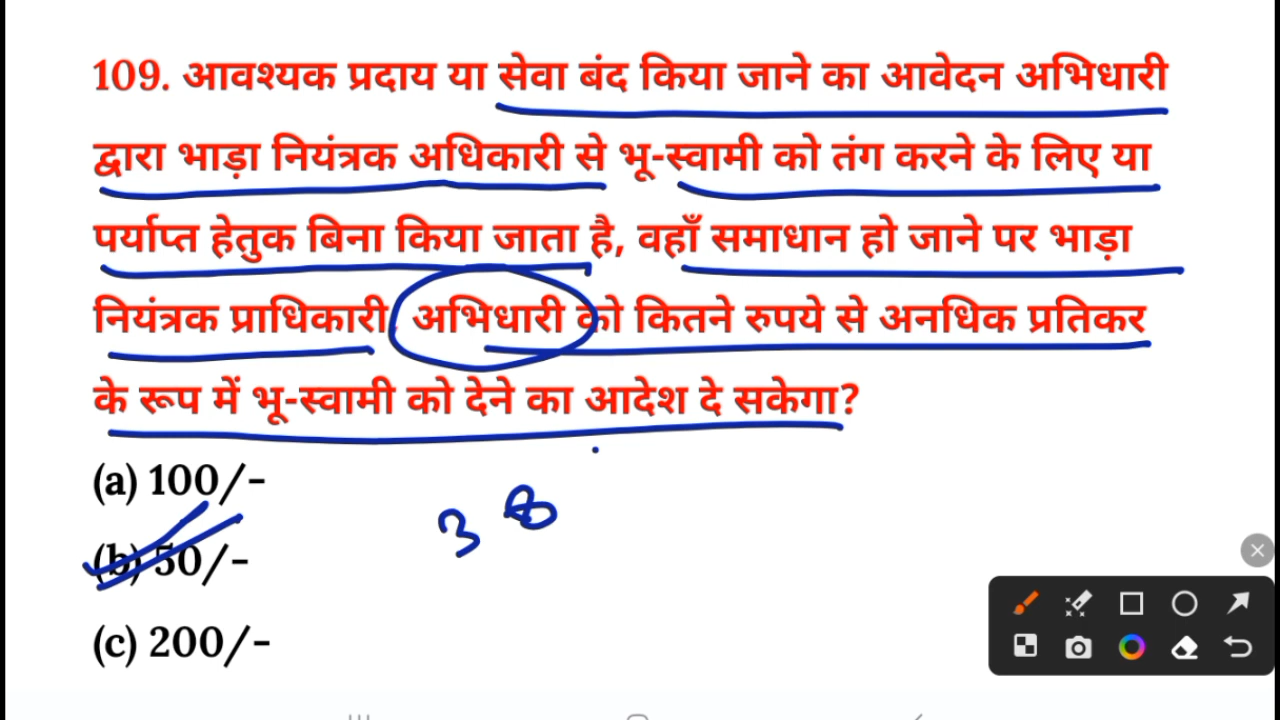 109. आवश्यक प्रदाय या सेवा बंद किया जाने का आवेदन अभिधारी
द्वारा भाड़ा नियंत्रक अधिकारी से भू-स्वामी को तंग करने के लिए या
पर्याप्त हेतुक बिना किया जाता है, वहाँ समाधान हो जाने पर भाड़ा
नियंत्रक प्राधिकारी, अभिधारी को कितने रुपये से अनधिक प्रतिकर
के रूप में भू-स्वामी को देने का आदेश दे सकेगा?
(a) 100/-
38
(b) 50/-
(c) 200/-